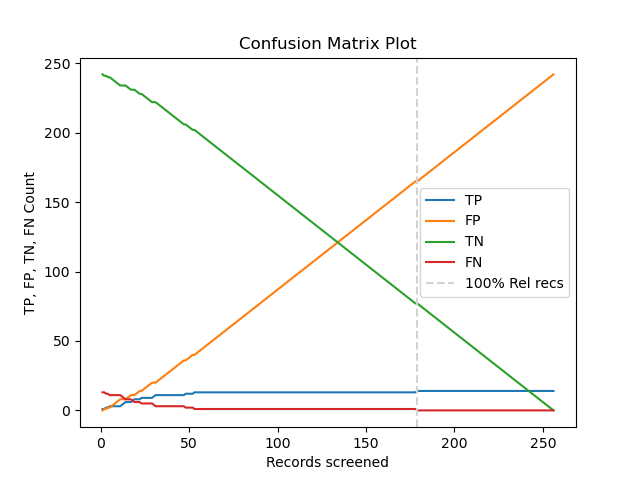 Confusion Matrix Plot
TP, FP, TN, FN Count
250
200
150
100
50
0
TP
FP
TN
FN
100% Rel recs
0 50 100 150 200 250
Records screened